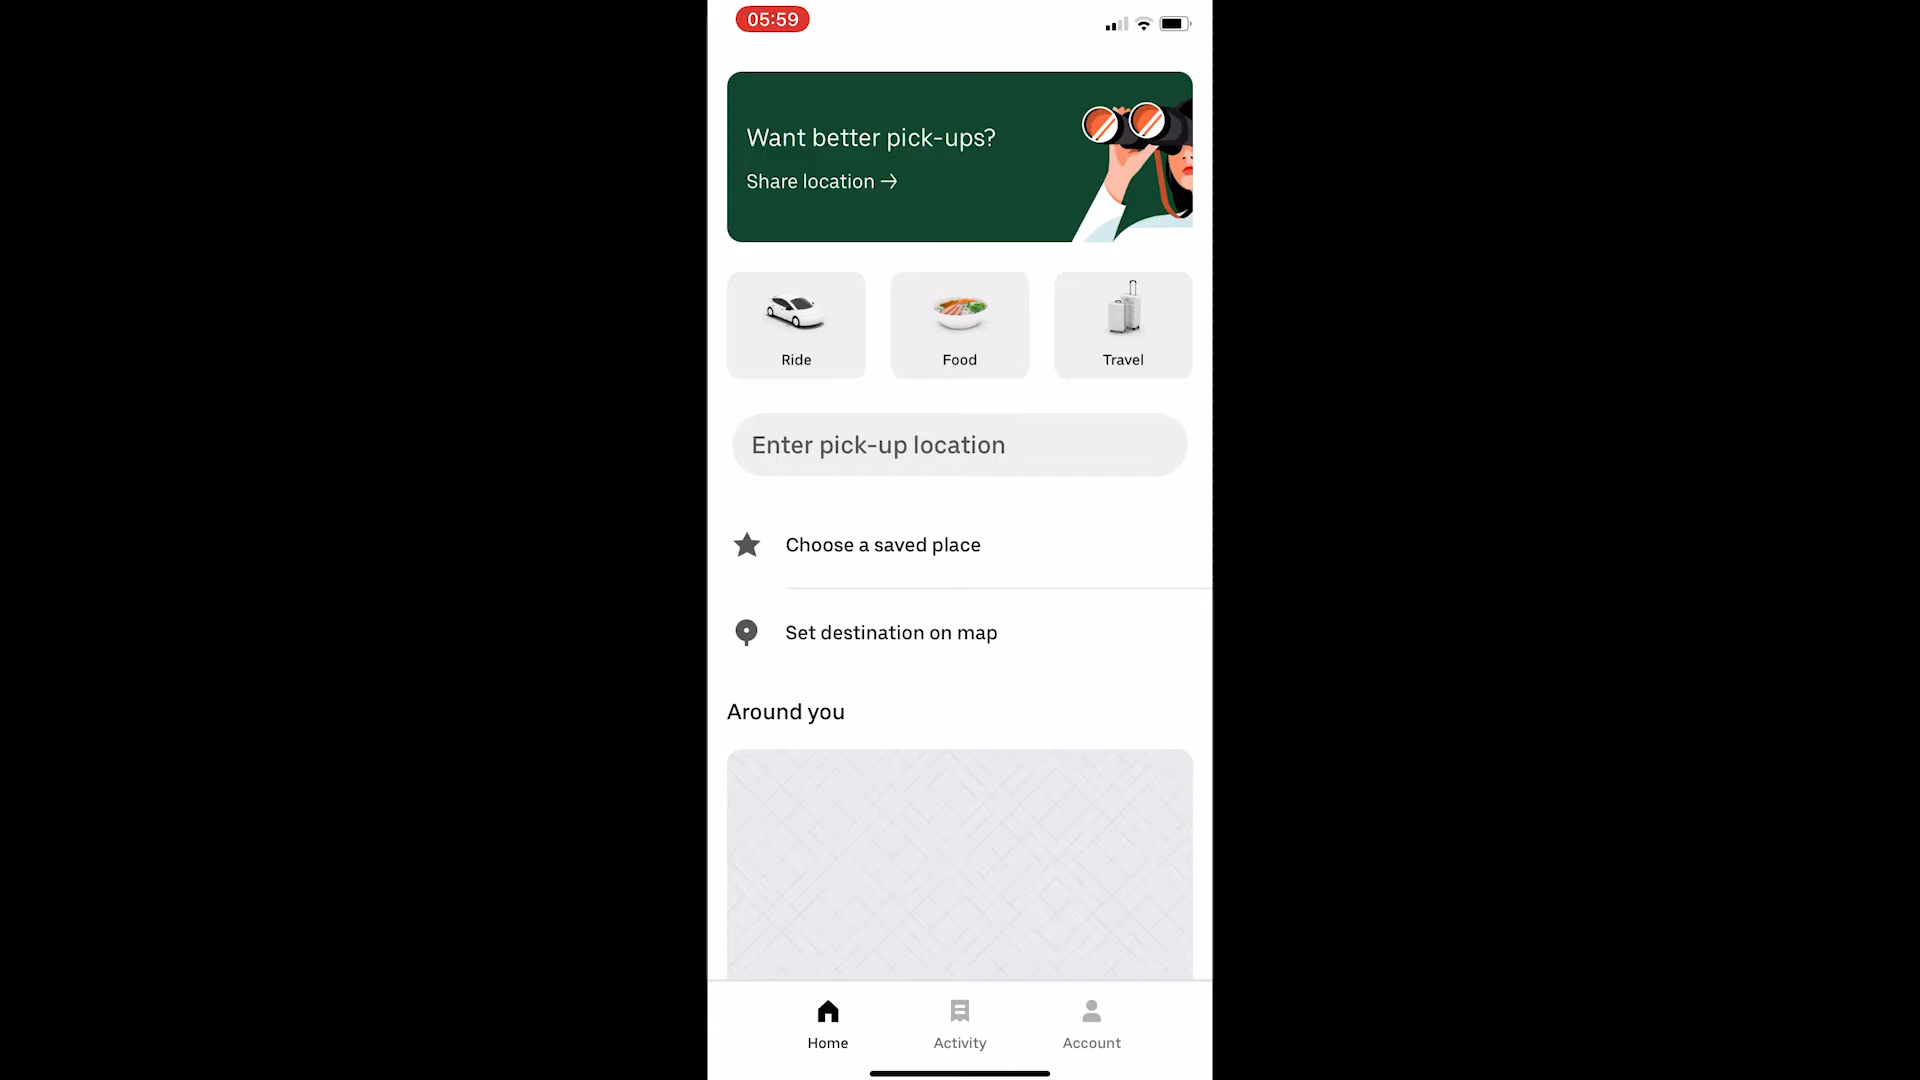 05:59
Want better pick-ups?
Share location →
Ride
Food
Travel
Enter pick-up location
Choose a saved place
Set destination on map
Around you
Home
Activity
Account